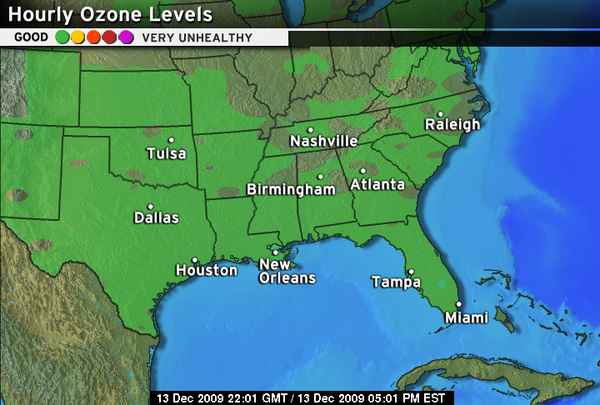 Hourly Ozone Levels
GOOD VERY UNHEALTHY
Raleigh
Nashville
Tulsa
Birmingham
Atlanta
Dallas
Houston
New
Orleans
Tampa
Miami
13 Dec 2009 22:01 GMT / 13 Dec 2009 05:01 PM EST